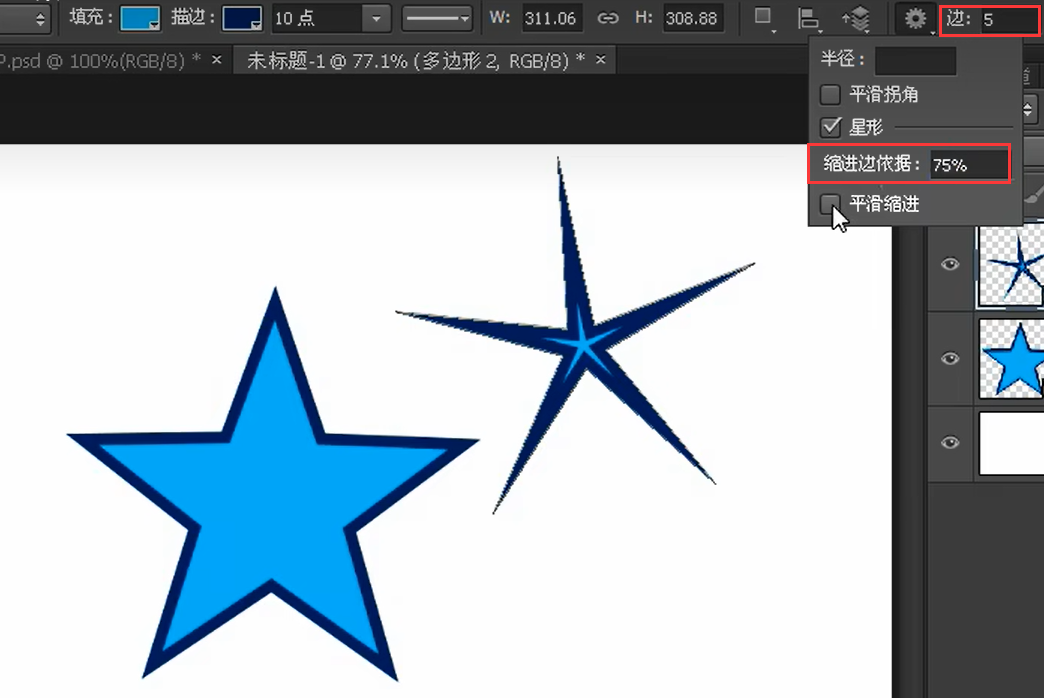 填充： 描边： 10 点 W: 311.06 H: 308.88 边: 5
P.psd @ 100%(RGB/8) * × 未标题-1 @ 77.1% (多边形 2, RGB/8) * ×
半径：
平滑拐角
星形
缩进边依据： 75%
平滑缩进